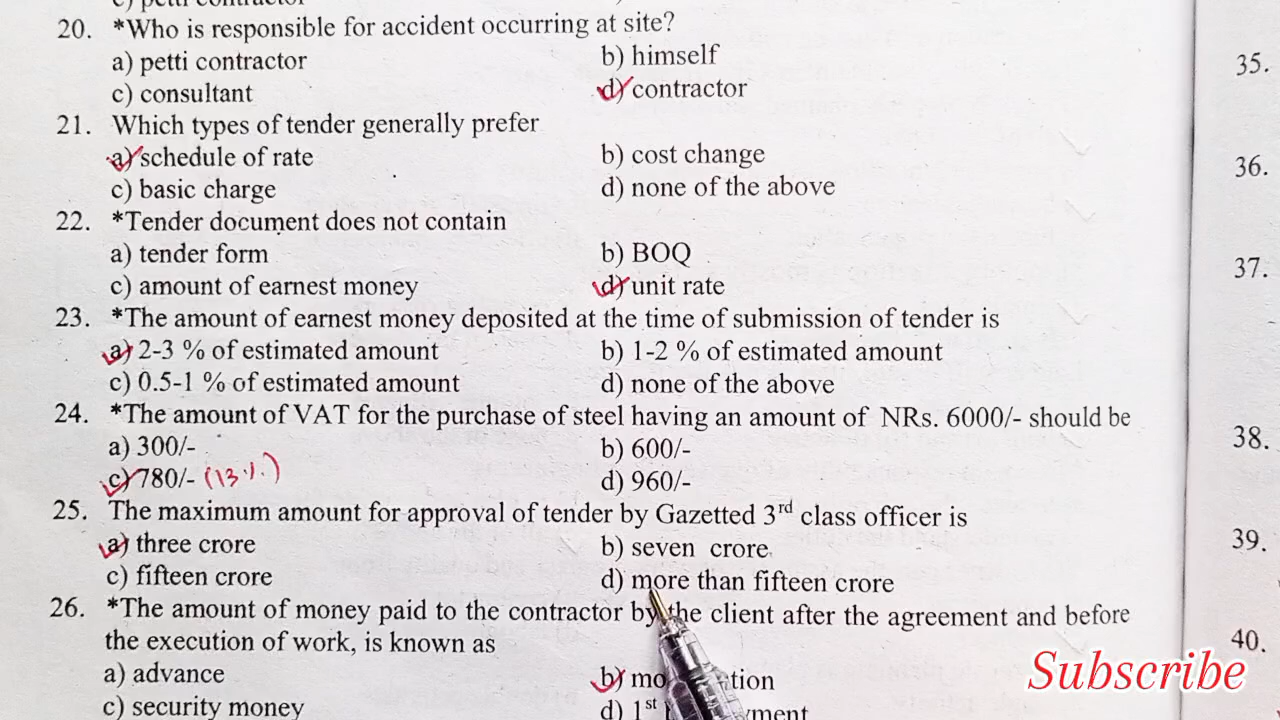 20. *Who is responsible for accident occurring at site?
a) petti contractor b) himself
c) consultant d) contractor
21. Which types of tender generally prefer
a) schedule of rate b) cost change
c) basic charge d) none of the above
22. *Tender document does not contain
a) tender form b) BOQ
c) amount of earnest money d) unit rate
23. *The amount of earnest money deposited at the time of submission of tender is
a) 2-3 % of estimated amount b) 1-2 % of estimated amount
c) 0.5-1 % of estimated amount d) none of the above
24. *The amount of VAT for the purchase of steel having an amount of NRs. 6000/- should be
a) 300/- b) 600/-
c) 780/- (13%) d) 960/-
25. The maximum amount for approval of tender by Gazetted 3rd class officer is
a) three crore b) seven crore
c) fifteen crore d) more than fifteen crore
26. *The amount of money paid to the contractor by the client after the agreement and before
the execution of work, is known as
a) advance b)
c) security money d) 1st
35.
36.
37.
38.
39.
40.
Subscribe